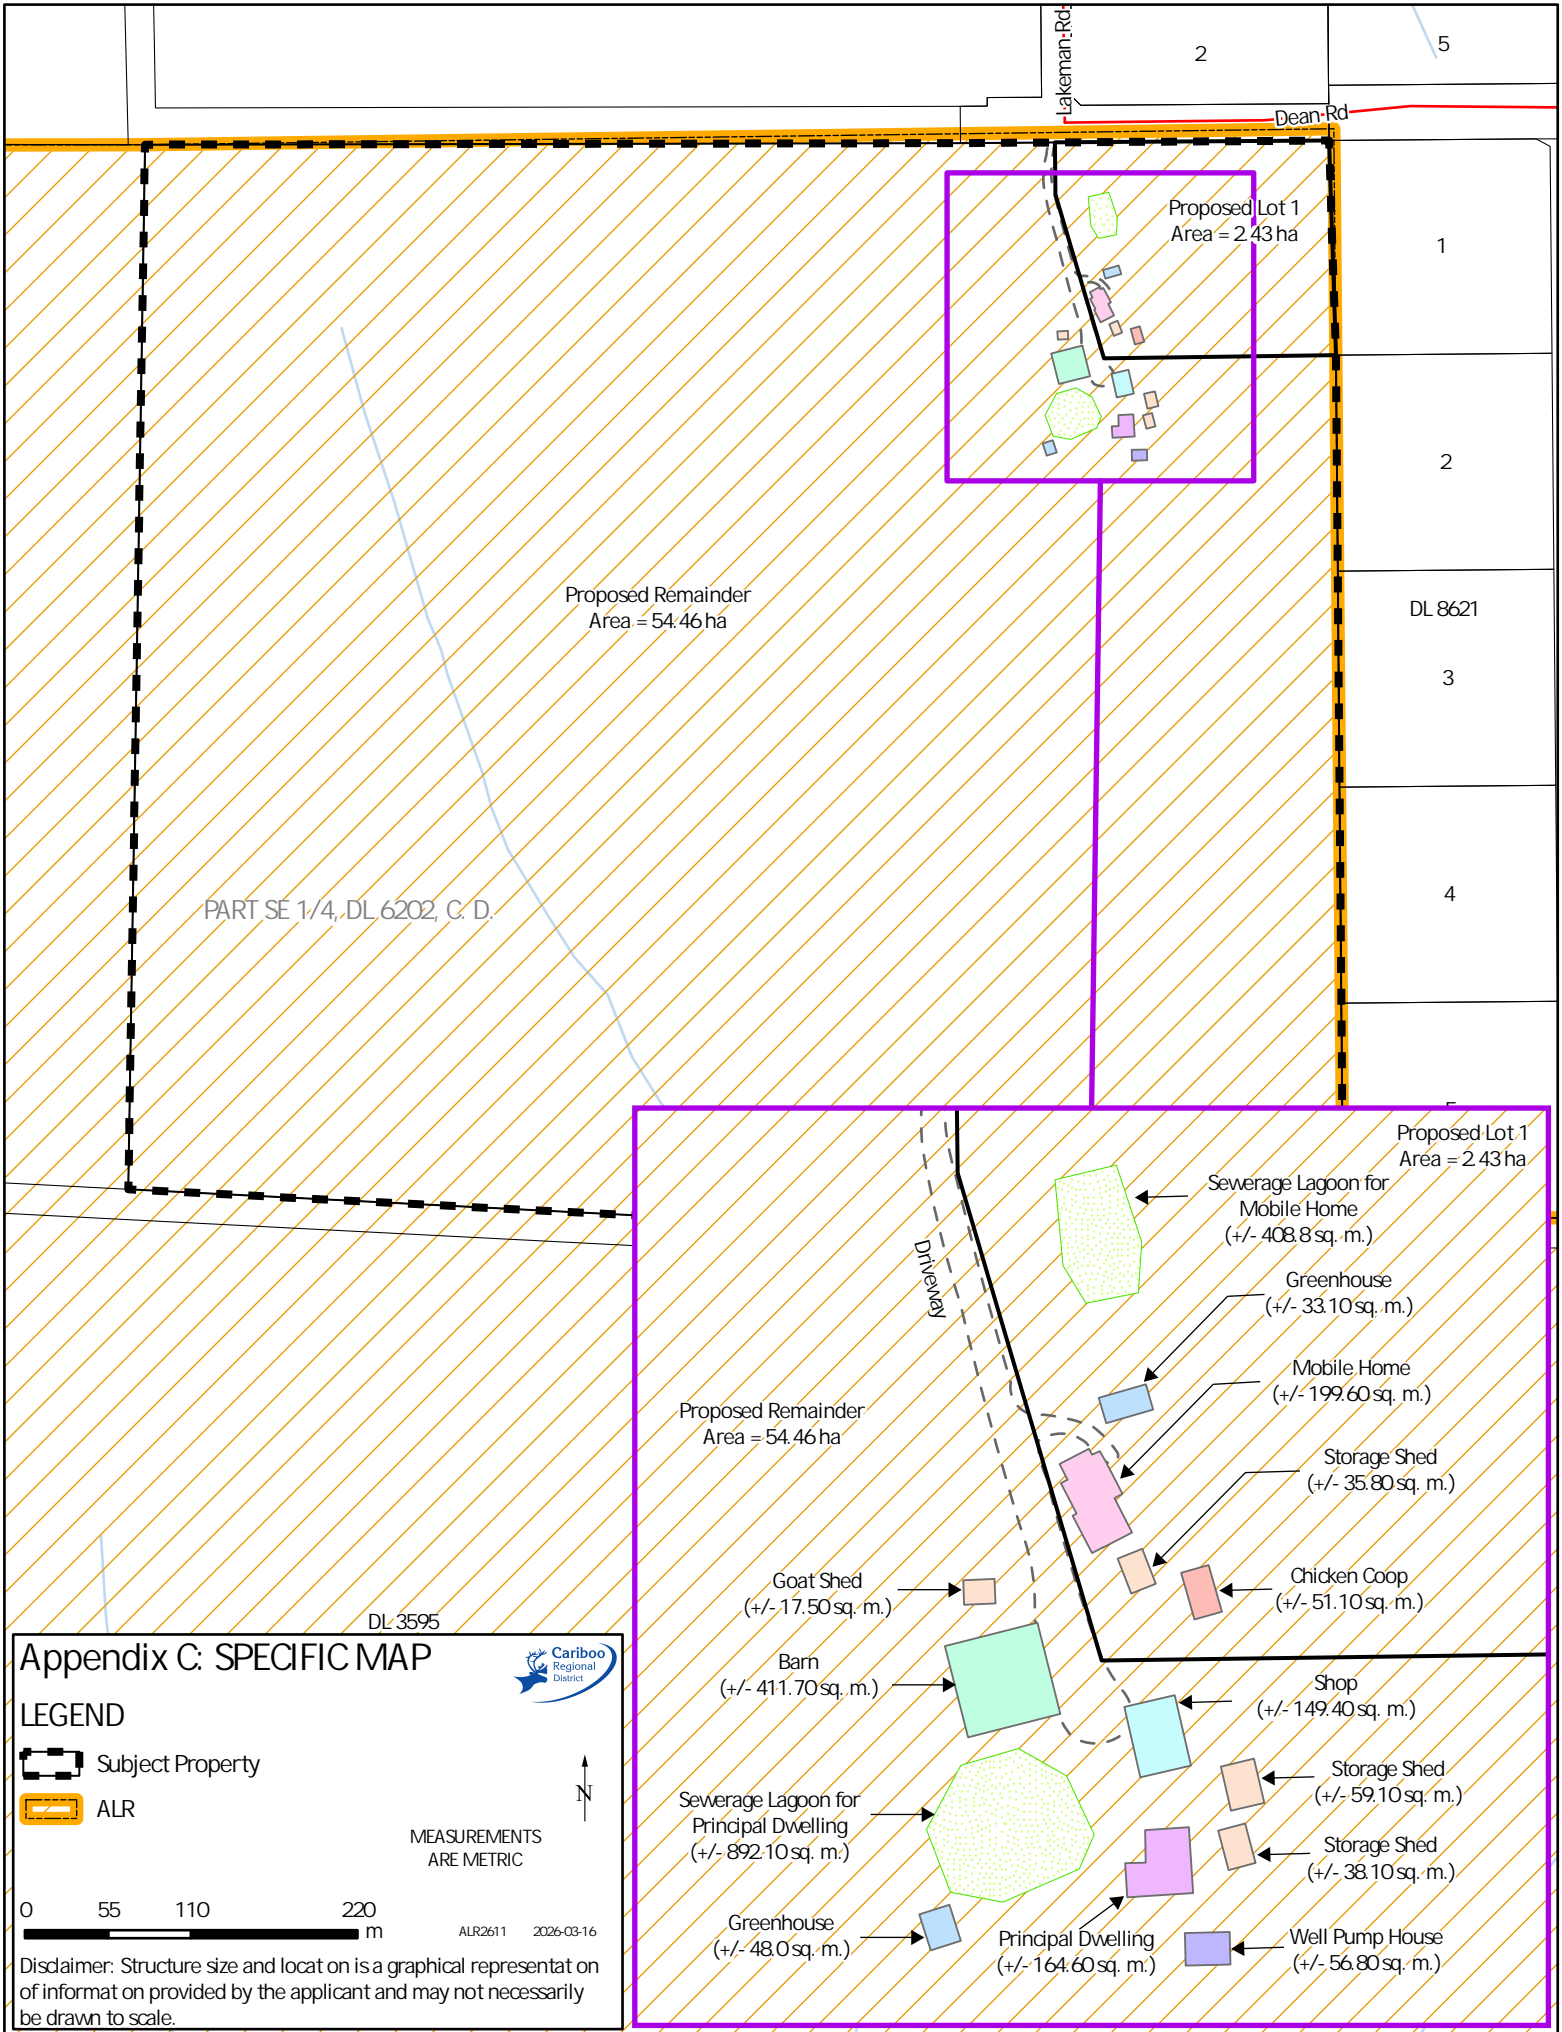 Lakeman Rd
2
5
Dean Rd
Proposed Lot 1
Area = 2.43 ha
1
2
Proposed Remainder
Area = 54.46 ha
DL 8621
3
PART SE 1/4, DL 6202, C. D.
4
Proposed Lot 1
Area = 2.43 ha
Sewerage Lagoon for
Mobile Home
(+/- 408.8 sq. m.)
Driveway
Greenhouse
(+/- 33.10 sq. m.)
Mobile Home
(+/- 199.60 sq. m.)
Proposed Remainder
Area = 54.46 ha
Storage Shed
(+/- 35.80 sq. m.)
Goat Shed
(+/- 17.50 sq. m.)
Chicken Coop
(+/- 51.10 sq. m.)
Barn
(+/- 411.70 sq. m.)
Shop
(+/- 149.40 sq. m.)
Storage Shed
(+/- 59.10 sq. m.)
Sewerage Lagoon for
Principal Dwelling
(+/- 892.10 sq. m.)
Storage Shed
(+/- 38.10 sq. m.)
Greenhouse
(+/- 48.0 sq. m.)
Principal Dwelling
(+/- 164.60 sq. m.)
Well Pump House
(+/- 56.80 sq. m.)
DL 3595
Appendix C: SPECIFIC MAP
Cariboo
Regional
District
LEGEND
Subject Property
ALR
N
MEASUREMENTS
ARE METRIC
0 55 110 220
m
ALR2611 2026-03-16
Disclaimer: Structure size and locat on is a graphical representat on
of informat on provided by the applicant and may not necessarily
be drawn to scale.